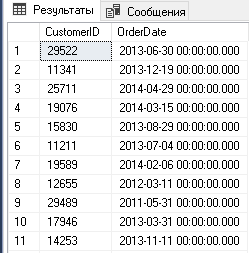 Результаты Сообщения
CustomerID OrderDate
1 29522 2013-06-30 00:00:00.000
2 11341 2013-12-19 00:00:00.000
3 25711 2014-04-29 00:00:00.000
4 19076 2014-03-15 00:00:00.000
5 15830 2013-08-29 00:00:00.000
6 11211 2013-07-04 00:00:00.000
7 19589 2014-02-06 00:00:00.000
8 12655 2012-03-11 00:00:00.000
9 29489 2011-05-31 00:00:00.000
10 17946 2013-03-31 00:00:00.000
11 14253 2013-11-11 00:00:00.000